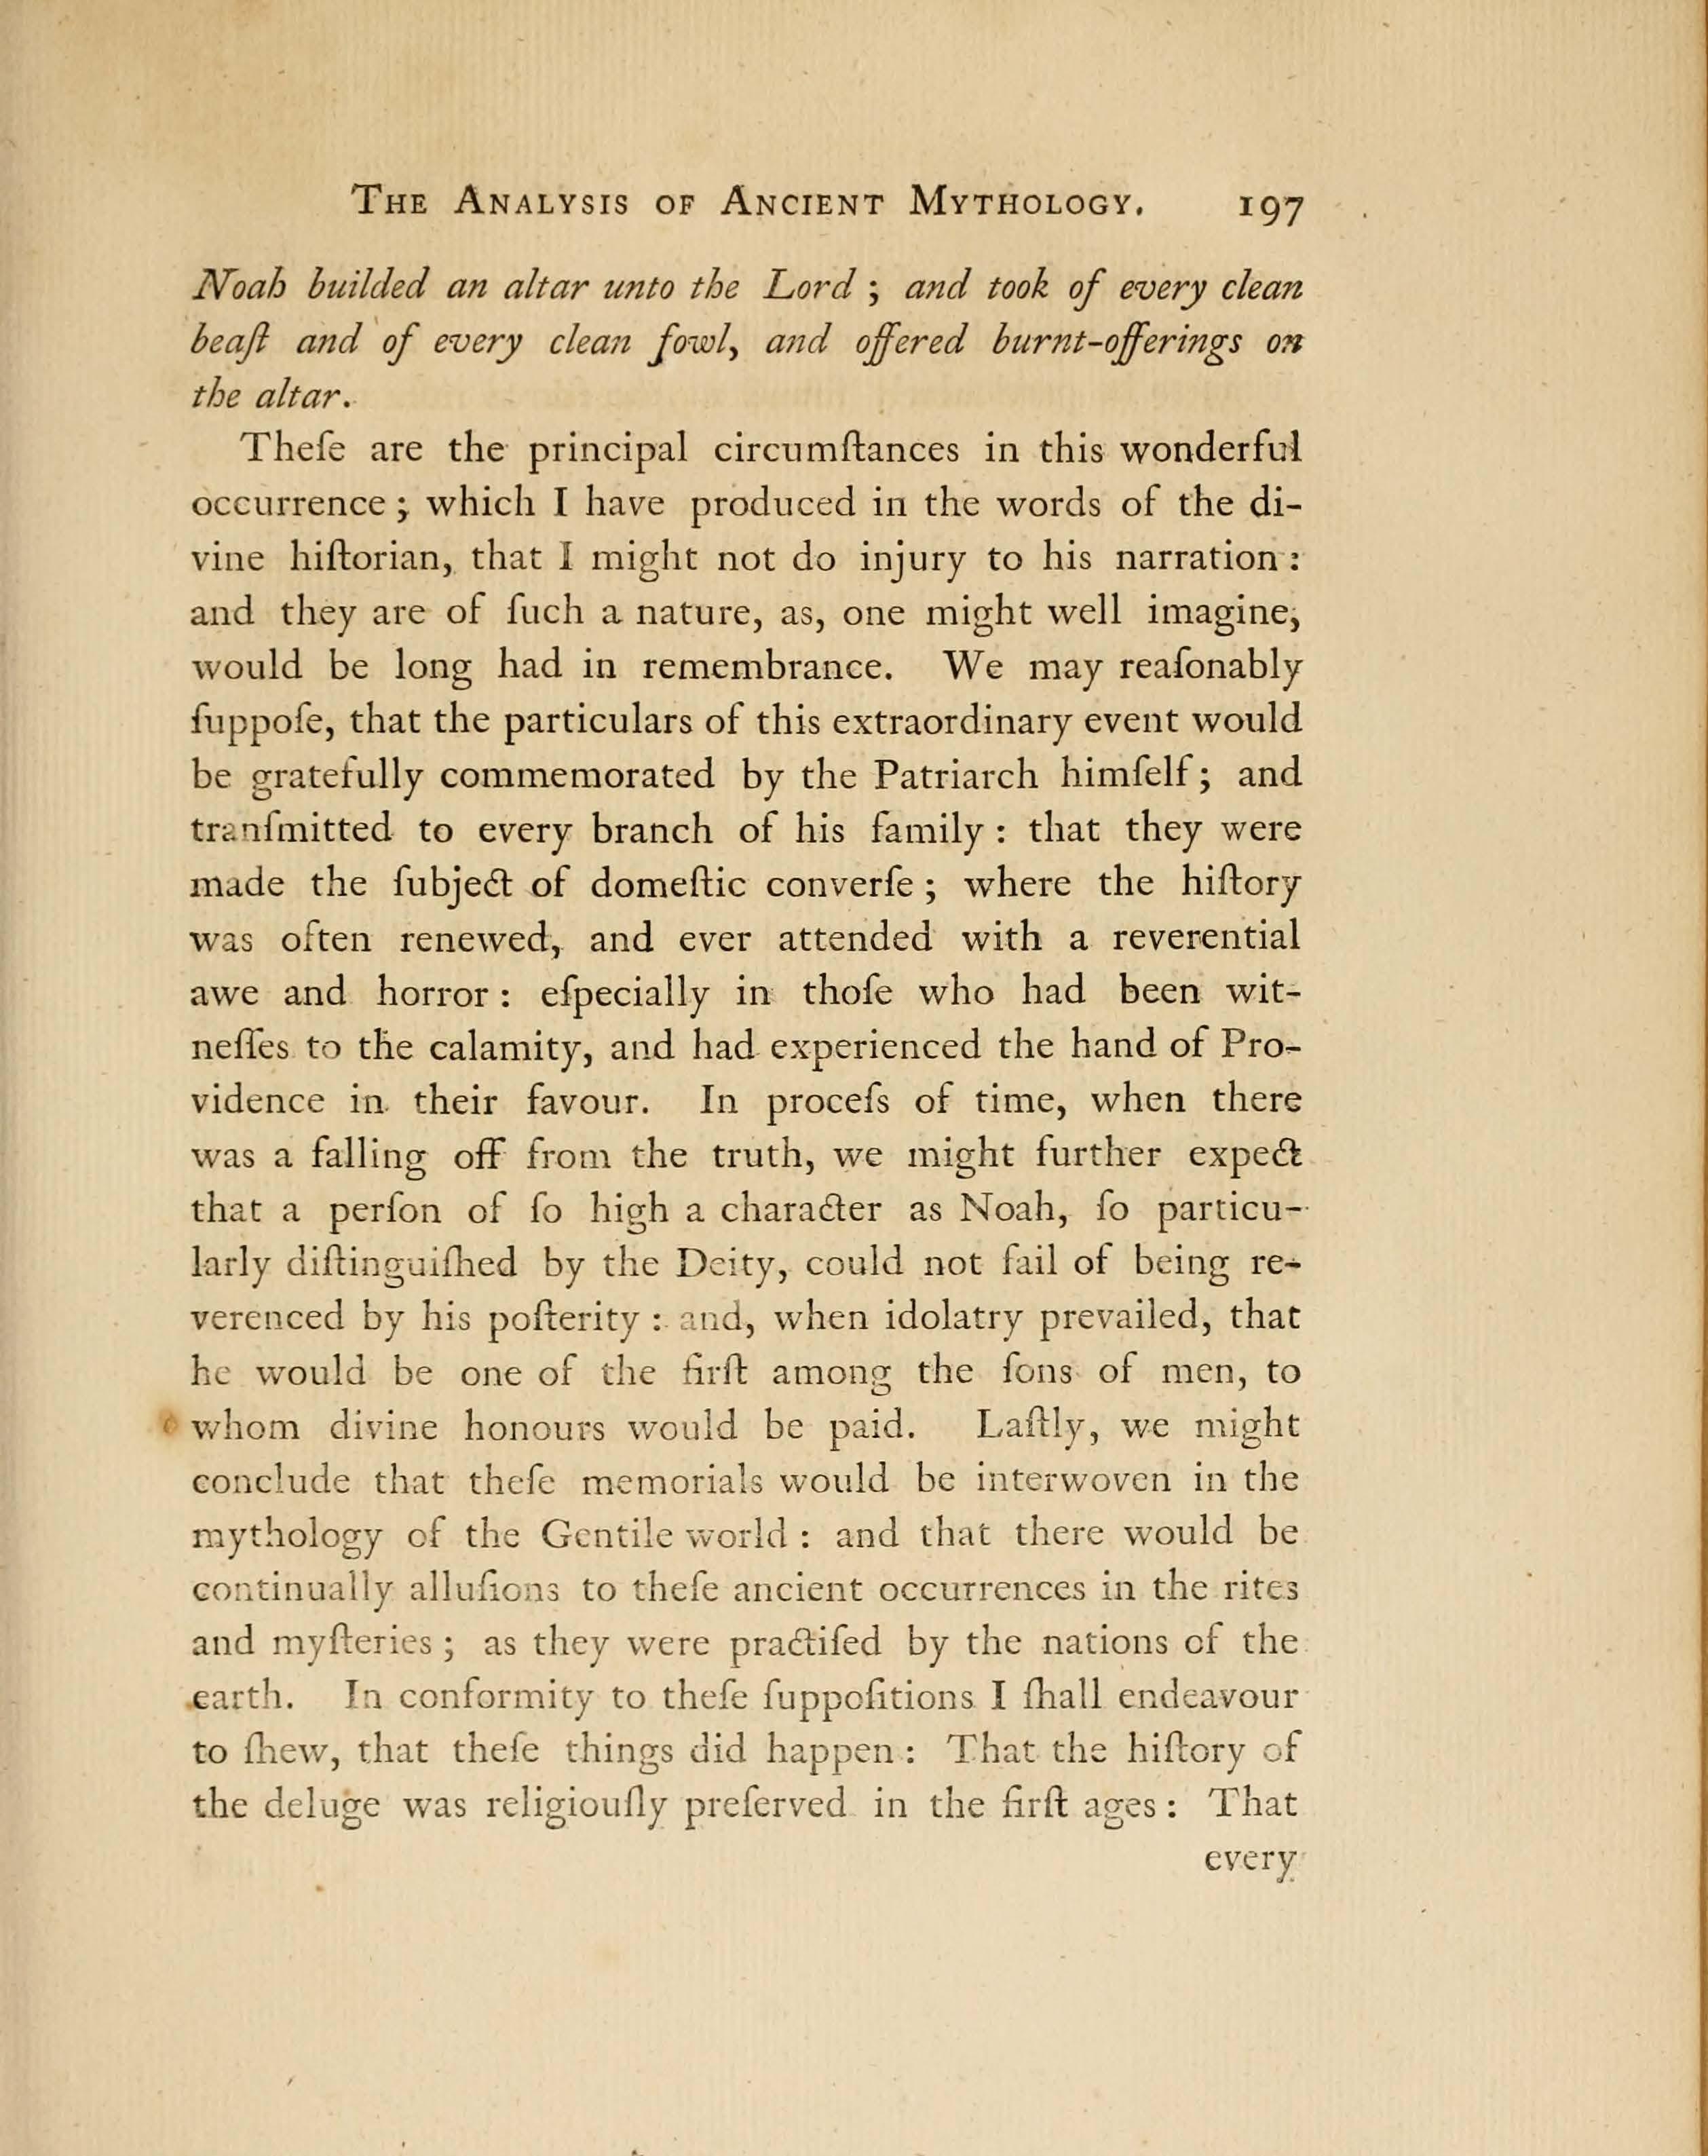 THE ANALYSIS OF ANCIENT MYTHOLOGY. 197
Noah builded an altar unto the Lord ; and took of every clean
beaſt and of every clean fowl, and offered burnt-offerings on
the altar.
Theſe are the principal circumſtances in this wonderful
occurrence ; which I have produced in the words of the di-
vine hiſtorian, that I might not do injury to his narration :
and they are of ſuch a nature, as, one might well imagine,
would be long had in remembrance. We may reaſonably
ſuppoſe, that the particulars of this extraordinary event would
be gratefully commemorated by the Patriarch himſelf ; and
tranſmitted to every branch of his family : that they were
made the ſubject of domeſtic converſe ; where the hiſtory
was often renewed, and ever attended with a reverential
awe and horror : eſpecially in thoſe who had been wit-
neſſes to the calamity, and had experienced the hand of Pro-
vidence in their favour. In proceſs of time, when there
was a falling off from the truth, we might further expect
that a perſon of ſo high a character as Noah, ſo particu-
larly diſtinguiſhed by the Deity, could not fail of being re-
verenced by his poſterity : and, when idolatry prevailed, that
he would be one of the firſt among the ſons of men, to
whom divine honours would be paid. Laſtly, we might
conclude that theſe memorials would be interwoven in the
mythology of the Gentile world : and that there would be
continually alluſions to theſe ancient occurrences in the rites
and myſteries ; as they were practiſed by the nations of the
earth. In conformity to theſe ſuppoſitions I ſhall endeavour
to ſhew, that theſe things did happen : That the hiſtory of
the deluge was religiouſly preſerved in the firſt ages : That
every